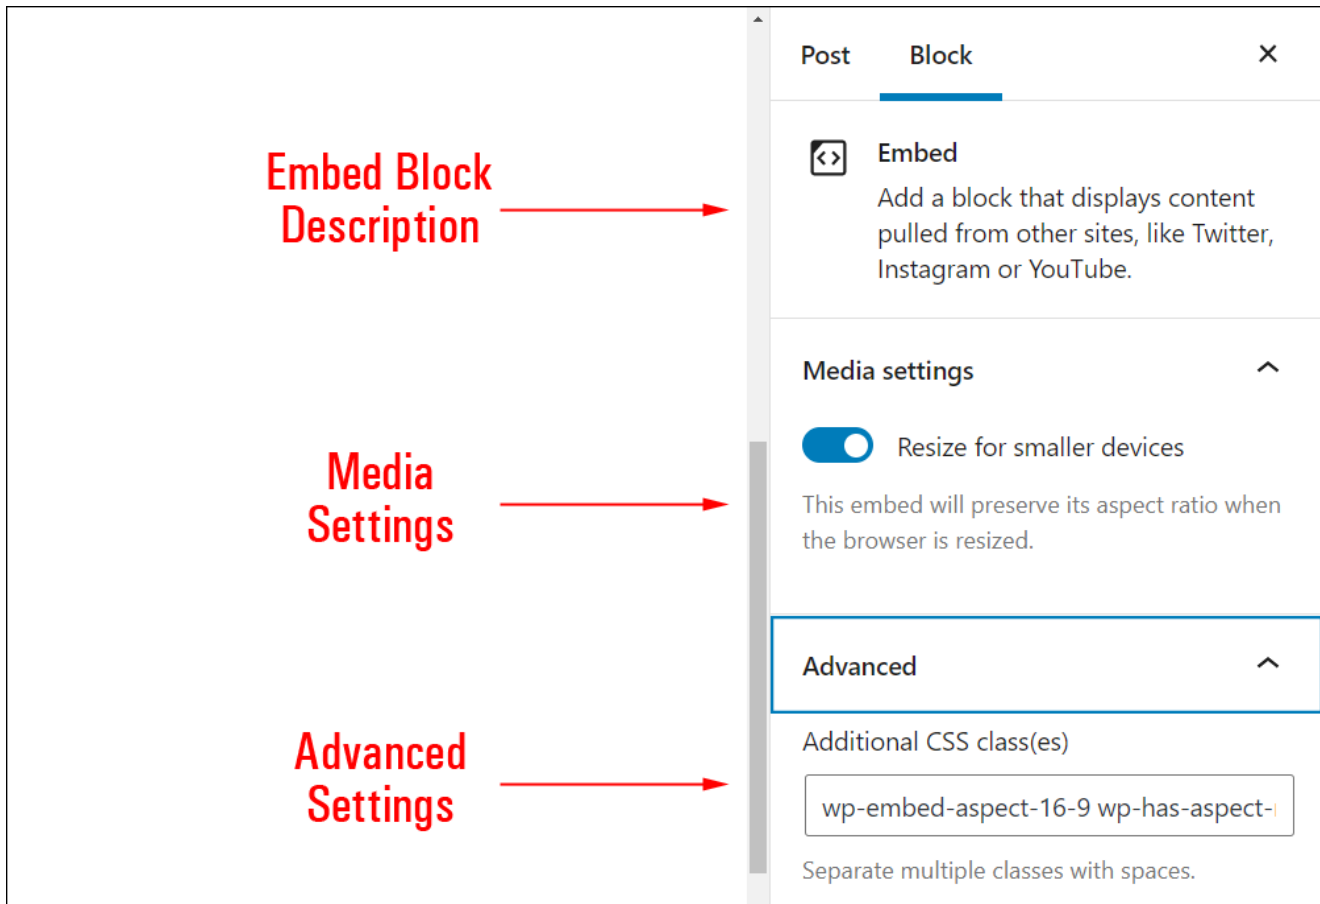 Post Block
Embed Block
Description
Embed
Add a block that displays content
pulled from other sites, like Twitter,
Instagram or YouTube.
Media
Settings
Media settings
Resize for smaller devices
This embed will preserve its aspect ratio when
the browser is resized.
Advanced
Settings
Advanced
Additional CSS class(es)
wp-embed-aspect-16-9 wp-has-aspect-
Separate multiple classes with spaces.